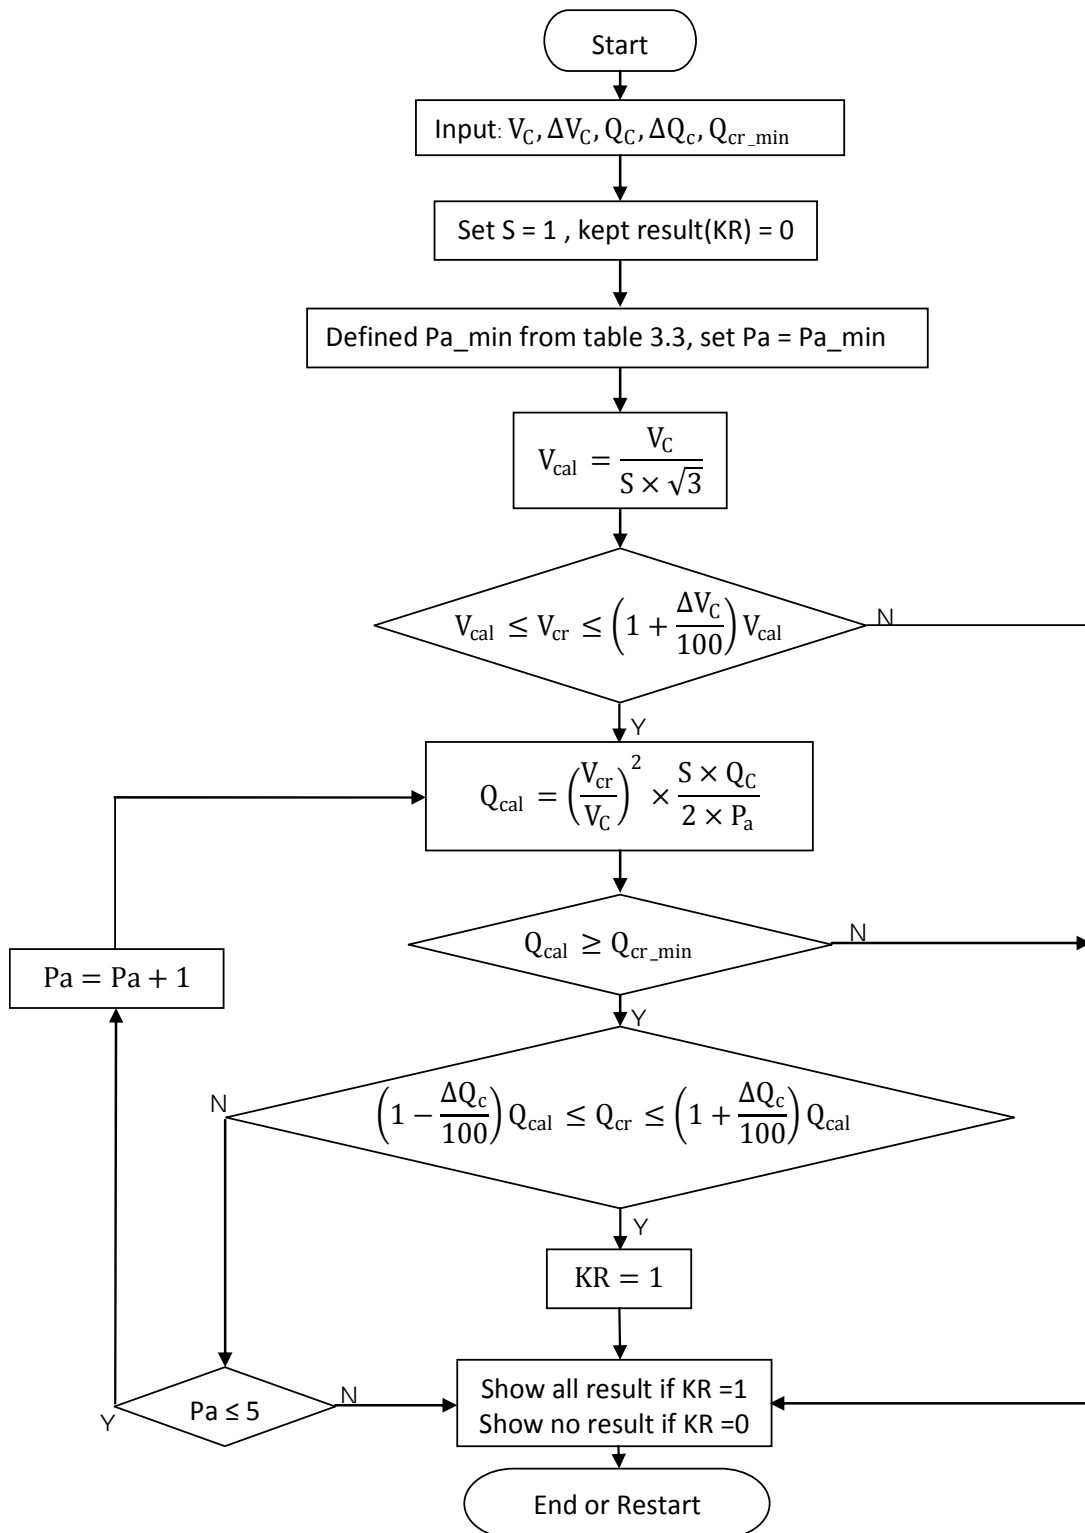 Start
Input: V_C, ΔV_C, Q_C, ΔQ_c, Q_cr_min
Set S = 1 , kept result(KR) = 0
Defined Pa_min from table 3.3, set Pa = Pa_min
V_cal = V_C / (S × √3)
V_cal ≤ V_cr ≤ (1 + ΔV_C/100) V_cal
N
Y
Q_cal = (V_cr/V_C)^2 × (S × Q_C)/(2 × P_a)
Q_cal ≥ Q_cr_min
N
Pa = Pa + 1
Y
N
(1 − ΔQ_c/100) Q_cal ≤ Q_cr ≤ (1 + ΔQ_c/100) Q_cal
Y
KR = 1
Pa ≤ 5
N
Y
Show all result if KR =1
Show no result if KR =0
End or Restart